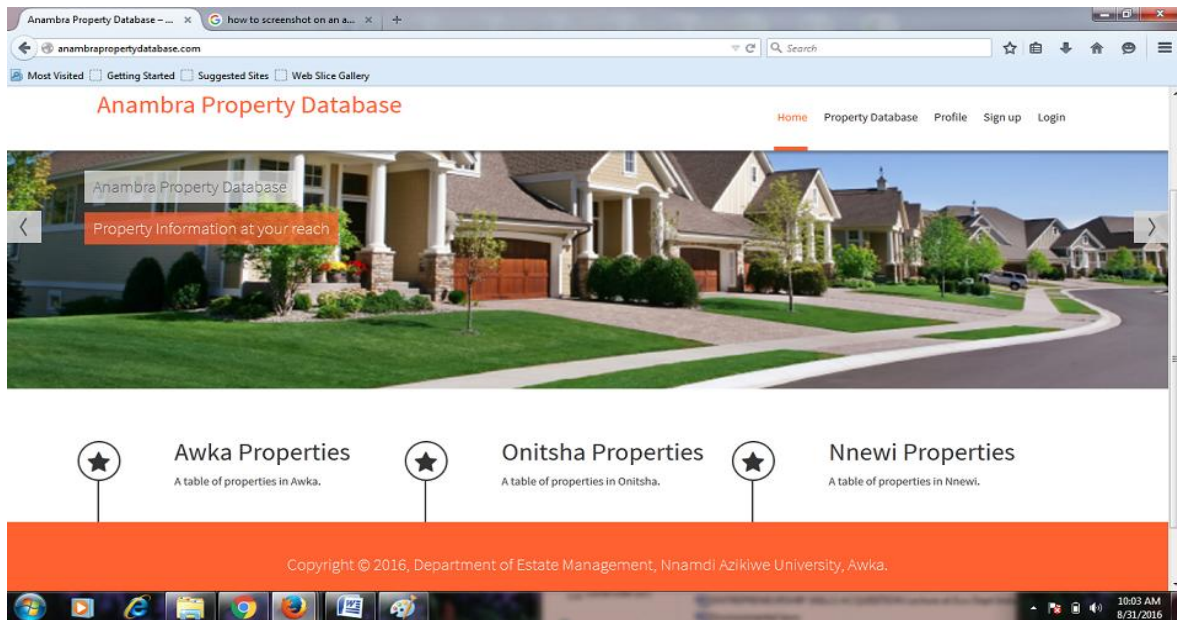 Anambra Property Database – ... × how to screenshot on an a... × +
anambrapropertydatabase.com
Search
Most Visited Getting Started Suggested Sites Web Slice Gallery
Anambra Property Database
Home Property Database Profile Sign up Login
Anambra Property Database
Property Information at your reach
Awka Properties Onitsha Properties Nnewi Properties
A table of properties in Awka. A table of properties in Onitsha. A table of properties in Nnewi.
Copyright © 2016, Department of Estate Management, Nnamdi Azikiwe University, Awka.
10:03 AM
8/31/2016